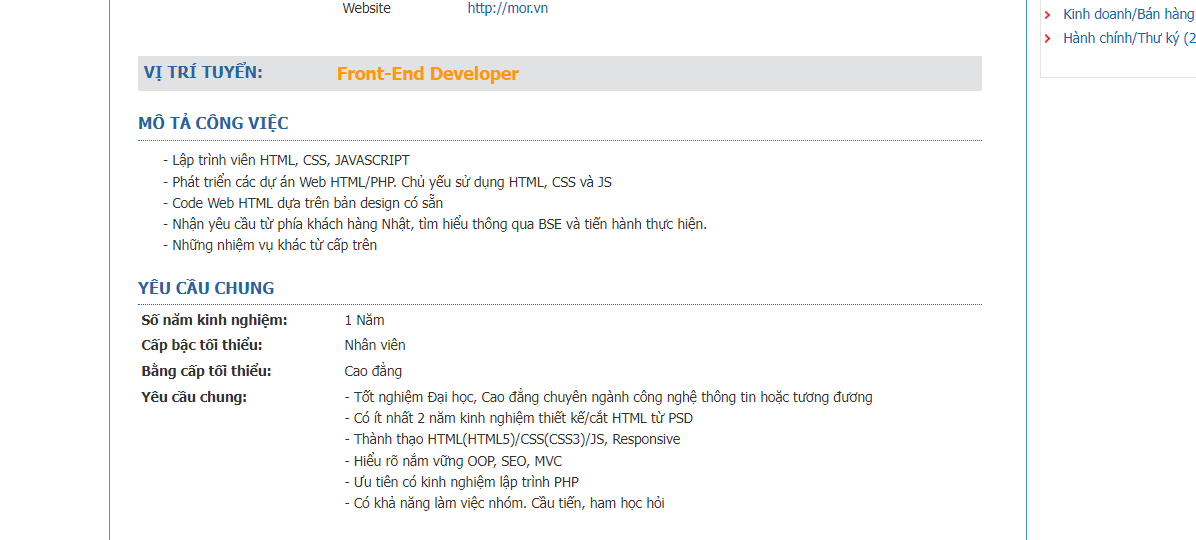 Website http://mor.vn
Kinh doanh/Bán hàng
Hành chính/Thư ký (2
VỊ TRÍ TUYỂN: Front-End Developer
MÔ TẢ CÔNG VIỆC
- Lập trình viên HTML, CSS, JAVASCRIPT
- Phát triển các dự án Web HTML/PHP. Chủ yếu sử dụng HTML, CSS và JS
- Code Web HTML dựa trên bản design có sẵn
- Nhận yêu cầu từ phía khách hàng Nhật, tìm hiểu thông qua BSE và tiến hành thực hiện.
- Những nhiệm vụ khác từ cấp trên
YÊU CẦU CHUNG
Số năm kinh nghiệm: 1 Năm
Cấp bậc tối thiểu: Nhân viên
Bằng cấp tối thiểu: Cao đẳng
Yêu cầu chung: - Tốt nghiệm Đại học, Cao đẳng chuyên ngành công nghệ thông tin hoặc tương đương
- Có ít nhất 2 năm kinh nghiệm thiết kế/cắt HTML từ PSD
- Thành thạo HTML(HTML5)/CSS(CSS3)/JS, Responsive
- Hiểu rõ nắm vững OOP, SEO, MVC
- Ưu tiên có kinh nghiệm lập trình PHP
- Có khả năng làm việc nhóm. Cầu tiến, ham học hỏi